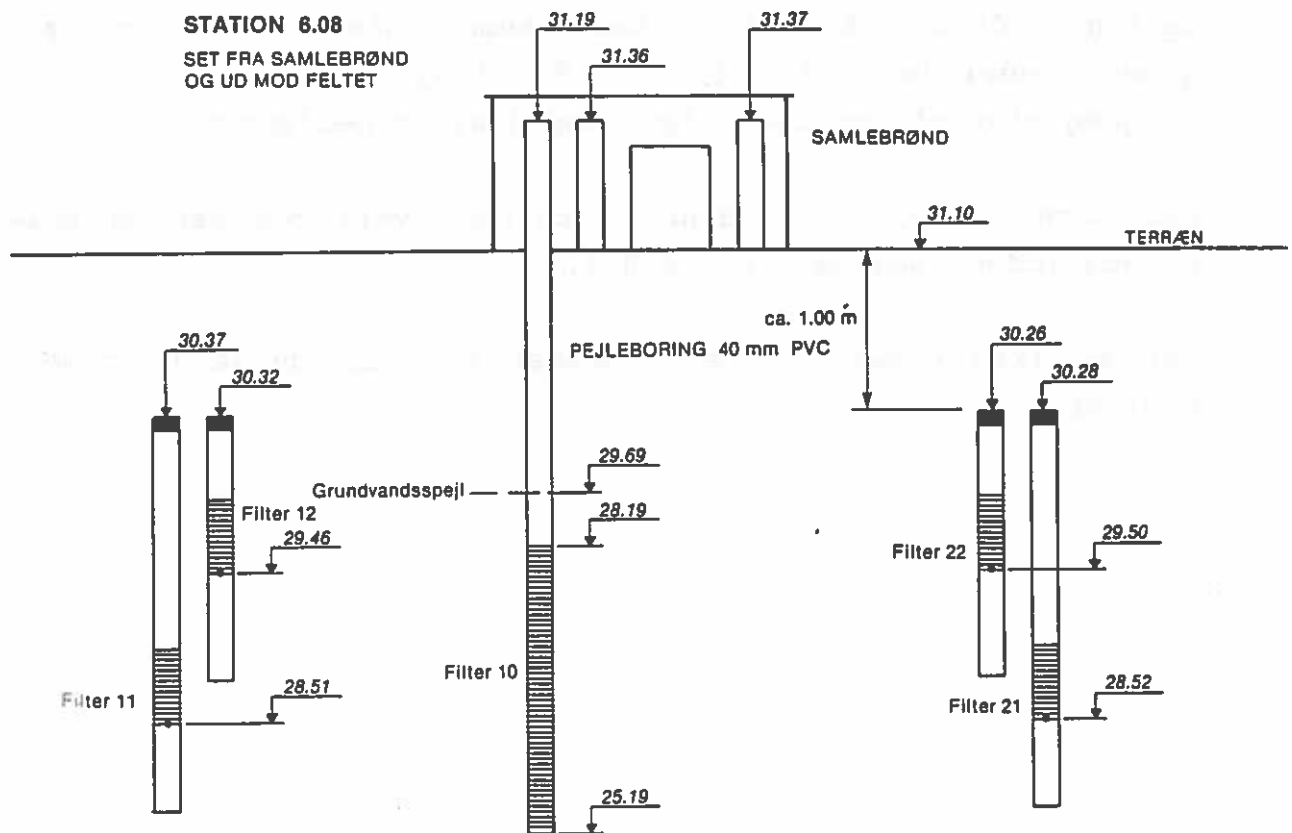 STATION 6.08
SET FRA SAMLEBRØND
OG UD MOD FELTET
31.19
31.37
31.36
SAMLEBRØND
31.10
TERRÆN
ca. 1.00 m
PEJLEBORING 40 mm PVC
30.37
30.32
30.26
30.28
Grundvandsspejl
29.69
28.19
Filter 12
29.46
Filter 22
29.50
Filter 11
28.51
Filter 10
Filter 21
28.52
25.19